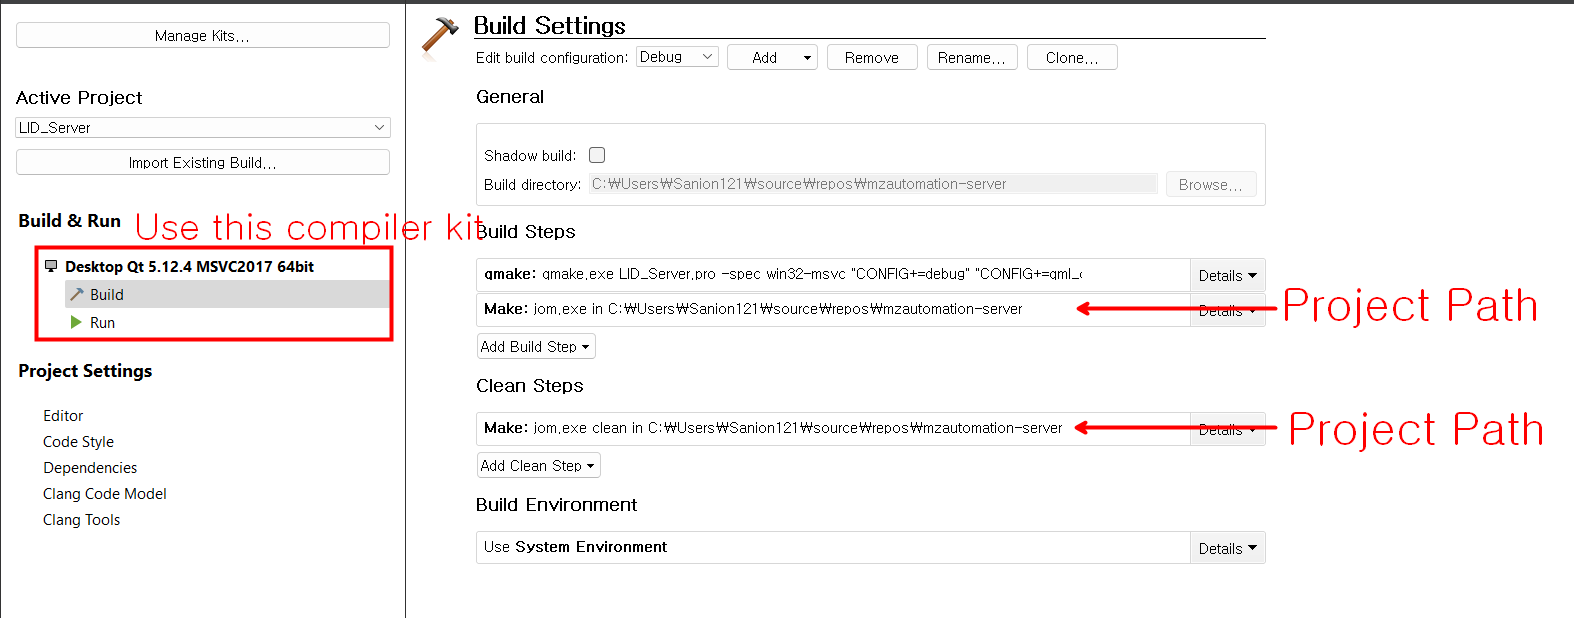 Manage Kits...
Active Project
LID_Server
Import Existing Build...
Build & Run
Use this compiler kit
Desktop Qt 5.12.4 MSVC2017 64bit
Build
Run
Project Settings
Editor
Code Style
Dependencies
Clang Code Model
Clang Tools
Build Settings
Edit build configuration: Debug Add Remove Rename... Clone...
General
Shadow build:
Build directory: C:₩Users₩Sanion121₩source₩repos₩mzautomation-server Browse...
Build Steps
qmake: qmake.exe LID_Server.pro -spec win32-msvc "CONFIG+=debug" "CONFIG+=qml_ Details
Make: jom.exe in C:₩Users₩Sanion121₩source₩repos₩mzautomation-server Details Project Path
Add Build Step
Clean Steps
Make: jom.exe clean in C:₩Users₩Sanion121₩source₩repos₩mzautomation-server Details Project Path
Add Clean Step
Build Environment
Use System Environment Details